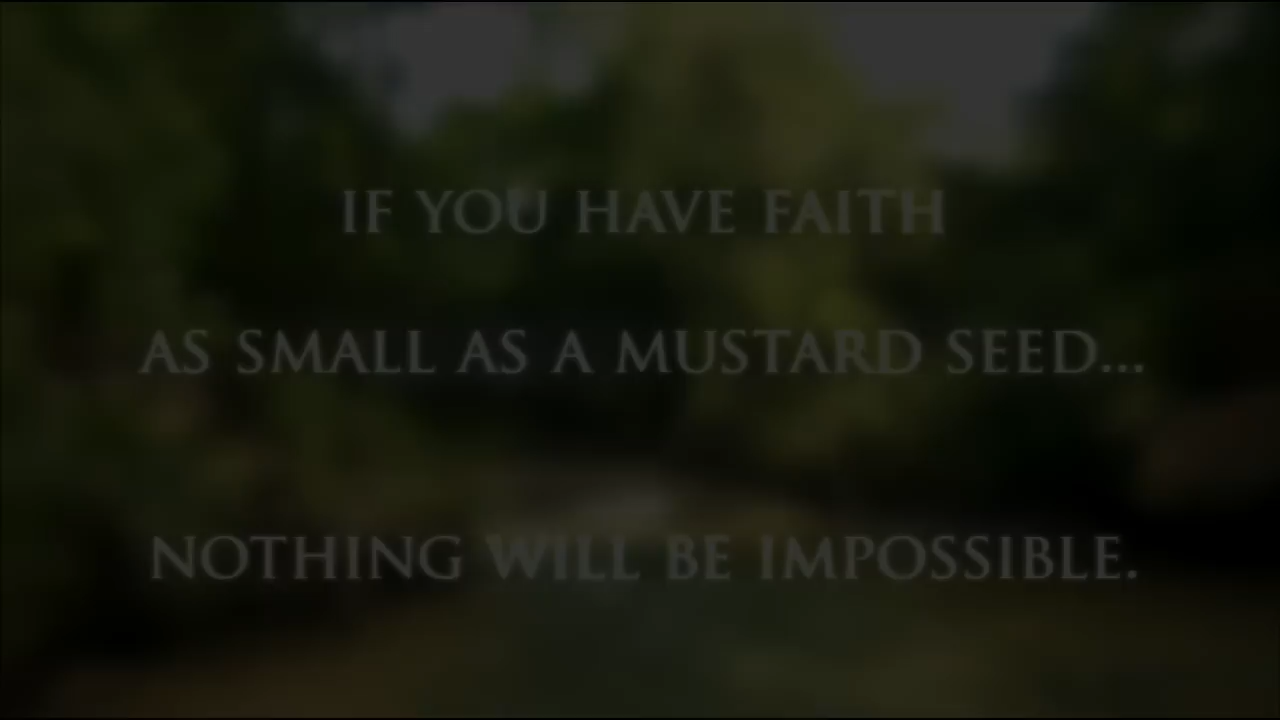 IF YOU HAVE FAITH
AS SMALL AS A MUSTARD SEED...
NOTHING WILL BE IMPOSSIBLE.